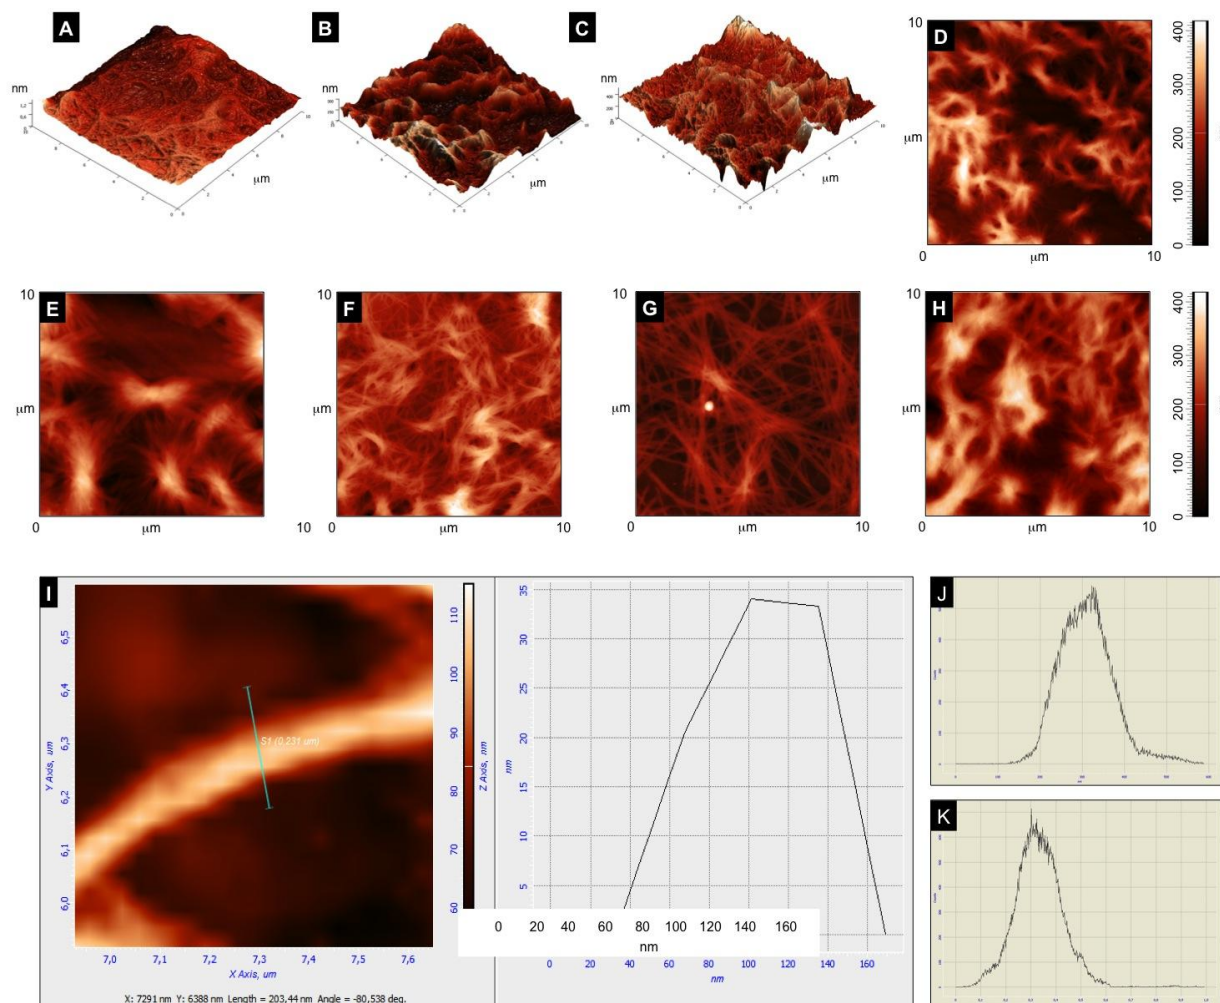 A
B
C
D
nm
nm
nm
μm
μm
μm
10
μm
0
μm
10
0
100
200
300
400
E
F
G
H
10
μm
0
μm
10
10
μm
0
μm
10
10
μm
0
μm
10
10
μm
0
μm
10
0
100
200
300
400
I
Y Axis, um
6,5
6,4
6,3
6,2
6,1
6,0
S1 (0.231 um)
7,0
7,1
7,2
7,3
7,4
7,5
7,6
X Axis, um
Z Axis, nm
110
100
90
80
70
60
X: 7291 nm Y: 6388 nm Length = 203.44 nm Angle = -80,538 deg.
nm
35
30
25
20
15
10
5
0 20 40 60 80 100 120 140 160
nm
0 20 40 60 80 100 120 140 160
nm
J
K